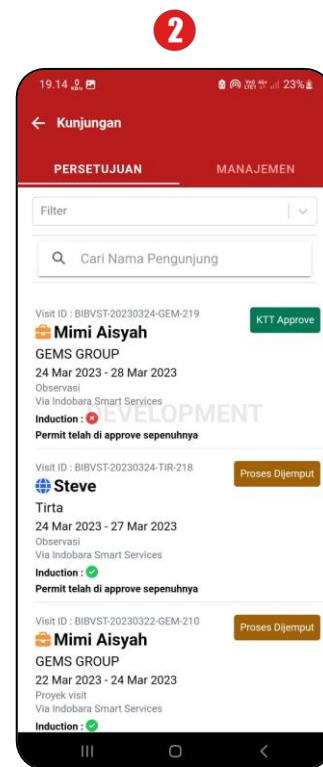 2
19.14
0
KB/s
23%
Kunjungan
PERSETUJUAN
MANAJEMEN
Filter
Cari Nama Pengunjung
Visit ID : BIBVST-20230324-GEM-219
KTT Approve
Mimi Aisyah
GEMS GROUP
24 Mar 2023 - 28 Mar 2023
Observasi
Via Indobara Smart Services
DEVELOPMENT
Induction :
Permit telah di approve sepenuhnya
Visit ID : BIBVST-20230324-TIR-218
Proses Dijemput
Steve
Tirta
24 Mar 2023 - 27 Mar 2023
Observasi
Via Indobara Smart Services
Induction :
Permit telah di approve sepenuhnya
Visit ID : BIBVST-20230322-GEM-210
Proses Dijemput
Mimi Aisyah
GEMS GROUP
22 Mar 2023 - 24 Mar 2023
Proyek visit
Via Indobara Smart Services
Induction :